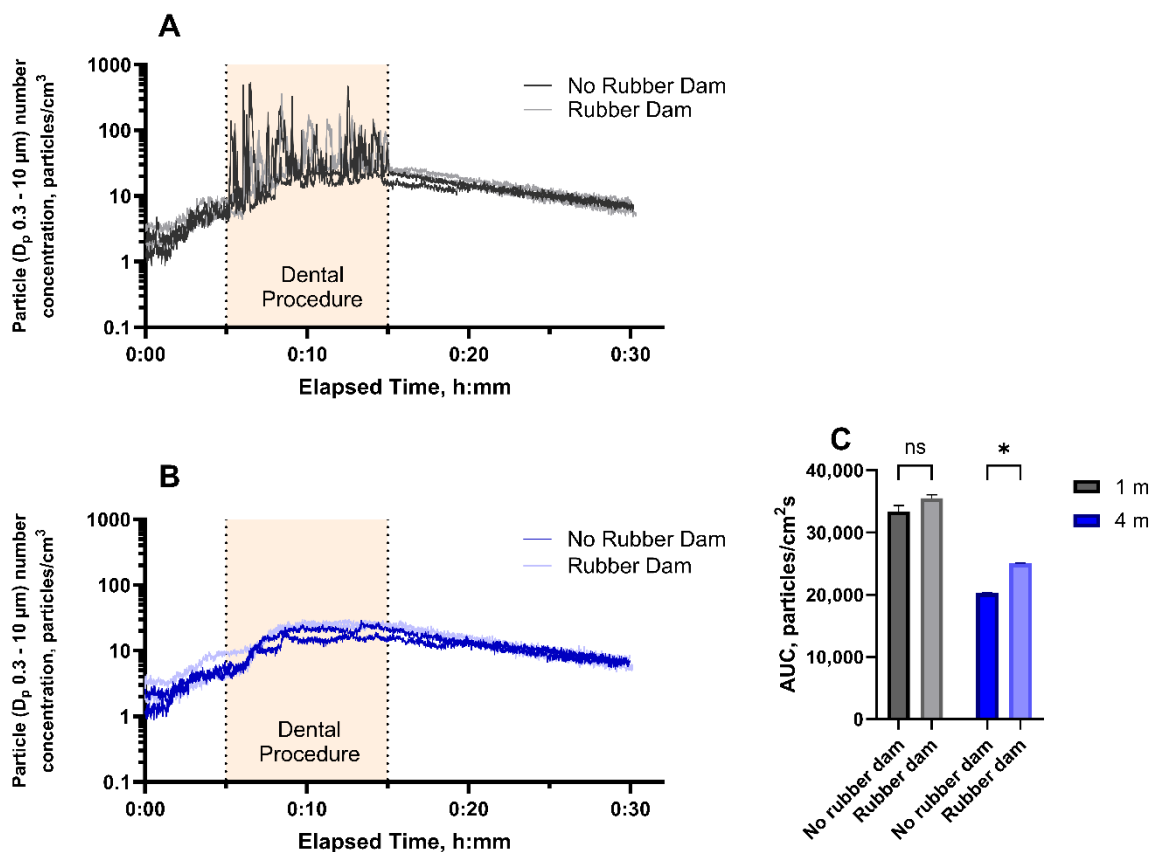 A
Particle (Dₚ 0.3 - 10 µm) number
concentration, particles/cm³
1000
100
10
1
0.1
No Rubber Dam
Rubber Dam
Dental
Procedure
0:00
0:10
0:20
0:30
Elapsed Time, h:mm
B
Particle (Dₚ 0.3 - 10 µm) number
concentration, particles/cm³
1000
100
10
1
0.1
No Rubber Dam
Rubber Dam
Dental
Procedure
0:00
0:10
0:20
0:30
Elapsed Time, h:mm
C
ns
*
1 m
4 m
AUC, particles/cm²s
40,000
30,000
20,000
10,000
0
No rubber dam
Rubber dam
No rubber dam
Rubber dam